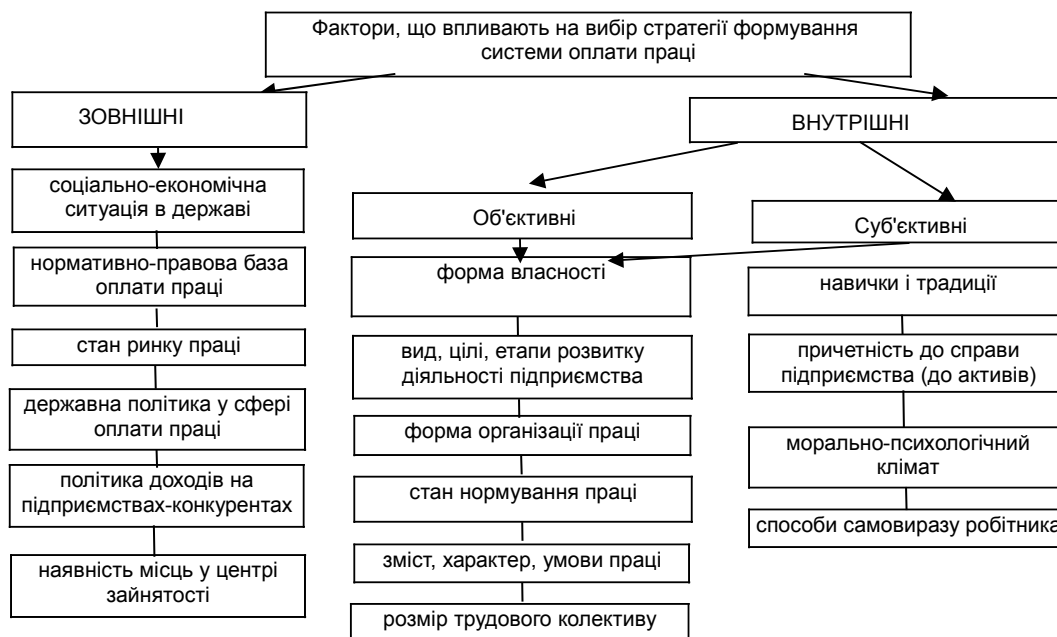 Фактори, що впливають на вибір стратегії формування
системи оплати праці
ЗОВНІШНІ
ВНУТРІШНІ
соціально-економічна
ситуація в державі
нормативно-правова база
оплати праці
стан ринку праці
державна політика у сфері
оплати праці
політика доходів на
підприємствах-конкурентах
наявність місць у центрі
зайнятості
Об'єктивні
форма власності
вид, цілі, етапи розвитку
діяльності підприємства
форма організації праці
стан нормування праці
зміст, характер, умови праці
розмір трудового колективу
Суб'єктивні
навички і традиції
причетність до справи
підприємства (до активів)
морально-психологічний
клімат
способи самовиразу робітника